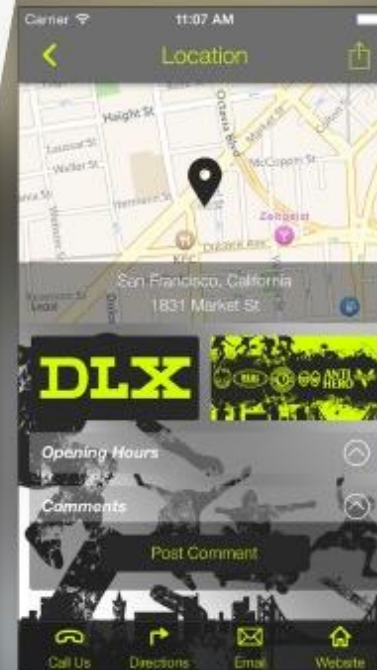 Carrier 11:07 AM
Location
Haight St
Octavia Blvd
Market St
Waller St
McCoppin St
Hermann St
Zeitgeist
Duboce Ave
KFC
San Francisco, California
Legal
1831 Market St
DLX
REAL
ANTI
HERO
Opening Hours
Comments
Post Comment
Call Us Directions Email Website